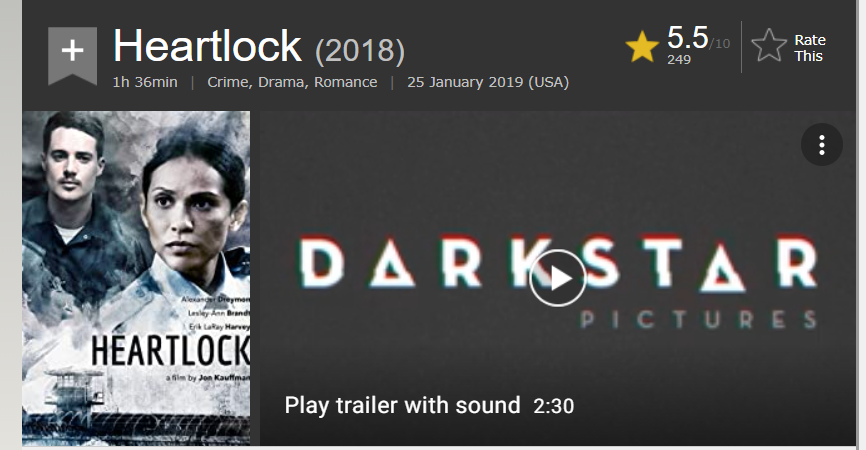 Heartlock (2018)
5.5/10
249
Rate
This
1h 36min | Crime, Drama, Romance | 25 January 2019 (USA)
Alexander Dreymon
Lesley-Ann Brandt
Erik LaRay Harvey
HEARTLOCK
a film by Jon Kauffman
DARKSTAR
PICTURES
Play trailer with sound 2:30